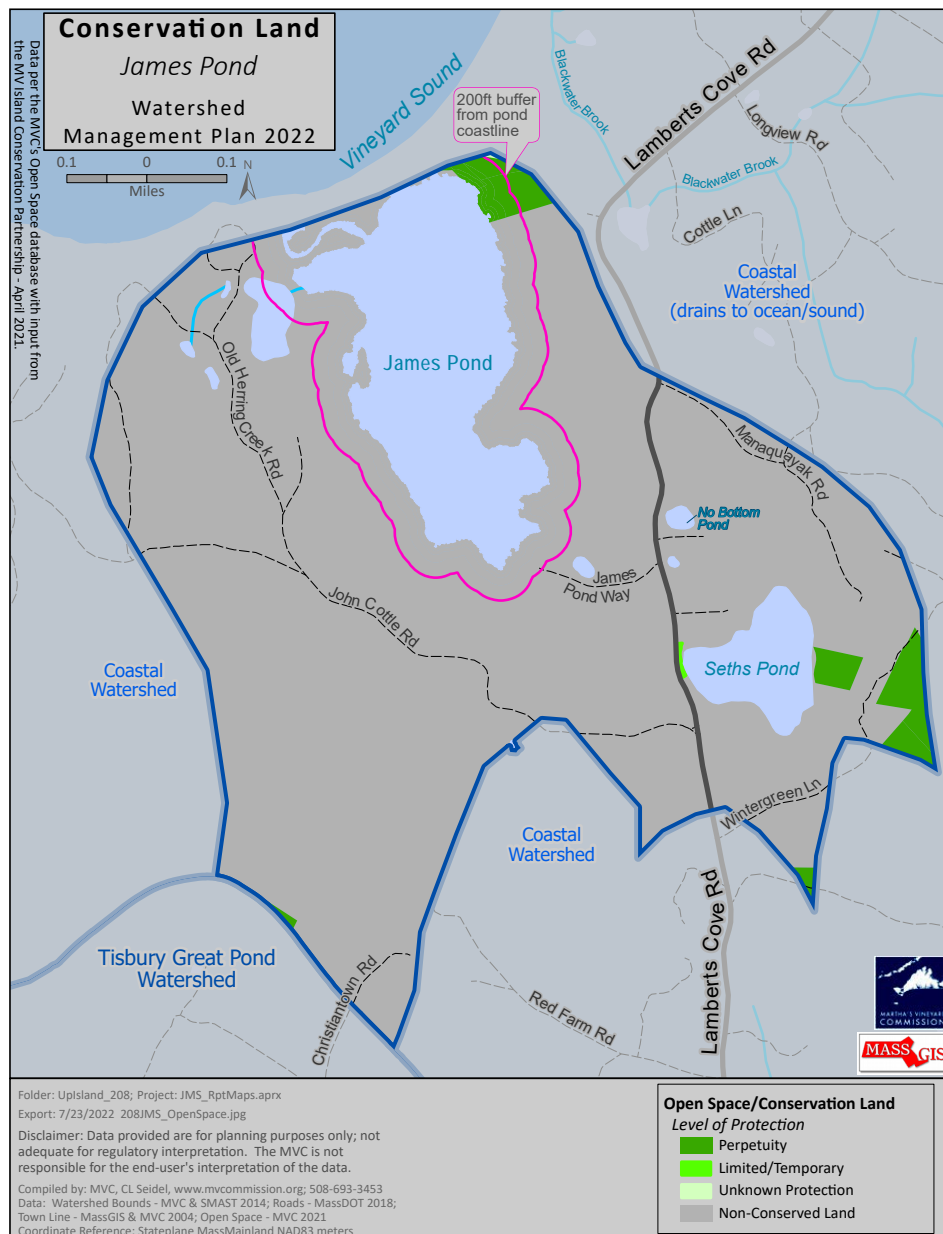 Conservation Land
James Pond
Watershed
Management Plan 2022
Data per the MVC's Open Space database with input from
the MV Island Conservation Partnership - April 2021.
0.1 0 0.1
Miles
N
Vineyard Sound
200ft buffer
from pond
coastline
Blackwater
Brook
Lamberts Cove Rd
Longview Rd
Blackwater Brook
Cottle Ln
Coastal
Watershed
(drains to ocean/sound)
James Pond
Old Herring Creek Rd
Manaquayak Rd
No Bottom
Pond
James
Pond Way
John Cottle Rd
Seths Pond
Coastal
Watershed
Wintergreen Ln
Coastal
Watershed
Lamberts Cove Rd
Tisbury Great Pond
Watershed
Christiantown Rd
Red Farm Rd
MARTHA'S VINEYARD
COMMISSION
MASS GIS
Folder: UpIsland_208; Project: JMS_RptMaps.aprx
Export: 7/23/2022 208JMS_OpenSpace.jpg
Disclaimer: Data provided are for planning purposes only; not
adequate for regulatory interpretation. The MVC is not
responsible for the end-user's interpretation of the data.
Compiled by: MVC, CL Seidel, www.mvcommission.org; 508-693-3453
Data: Watershed Bounds - MVC & SMAST 2014; Roads - MassDOT 2018;
Town Line - MassGIS & MVC 2004; Open Space - MVC 2021
Coordinate Reference: Stateplane MassMainland NAD83 meters
Open Space/Conservation Land
Level of Protection
Perpetuity
Limited/Temporary
Unknown Protection
Non-Conserved Land